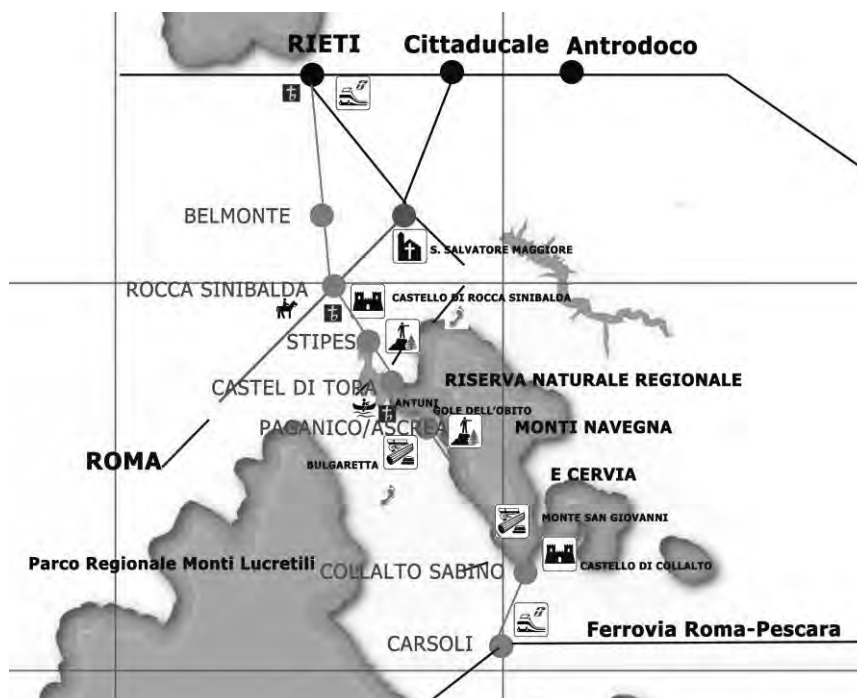 RIETI
Cittaducale
Antrodoco
BELMONTE
S. SALVATORE MAGGIORE
ROCCA SINIBALDA
CASTELLO DI ROCCA SINIBALDA
STIPES
RISERVA NATURALE REGIONALE
CASTEL DI TORA
ANTUNI
GOLE DELL'OBITO
PAGANICO/ASCREA
MONTI NAVEGNA
ROMA
BULGARETTA
E CERVIA
MONTE SAN GIOVANNI
Parco Regionale Monti Lucretili
COLLALTO SABINO
CASTELLO DI COLLALTO
Ferrovia Roma-Pescara
CARSOLI